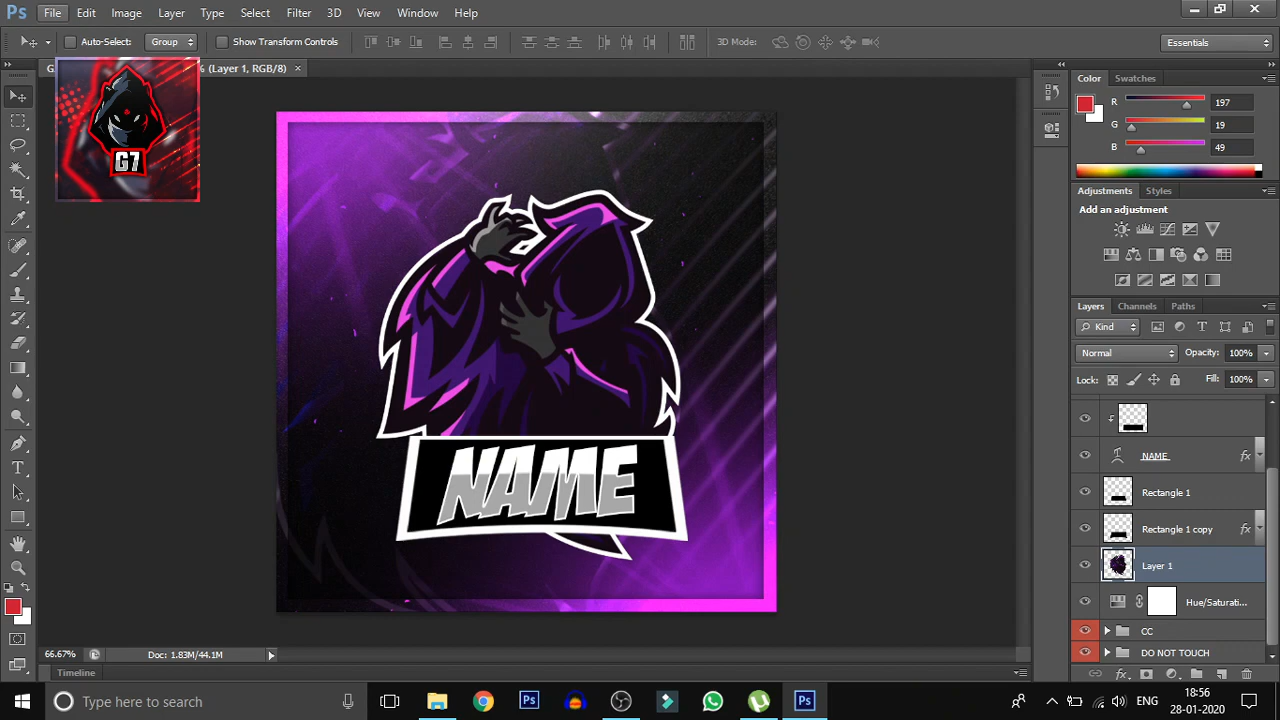 Ps File Edit Image Layer Type Select Filter 3D View Window Help
Auto-Select: Group Show Transform Controls 3D Mode: Essentials
G % (Layer 1, RGB/8) ×
G7
NAME
Color Swatches
R 197
G 19
B 49
Adjustments Styles
Add an adjustment
Layers Channels Paths
Kind
Normal Opacity: 100%
Lock: Fill: 100%
NAME fx
Rectangle 1
Rectangle 1 copy fx
Layer 1
Hue/Saturati...
CC
DO NOT TOUCH
66.67% Doc: 1.83M/44.1M
Timeline
Type here to search
Ps Ps
ENG
18:56
28-01-2020